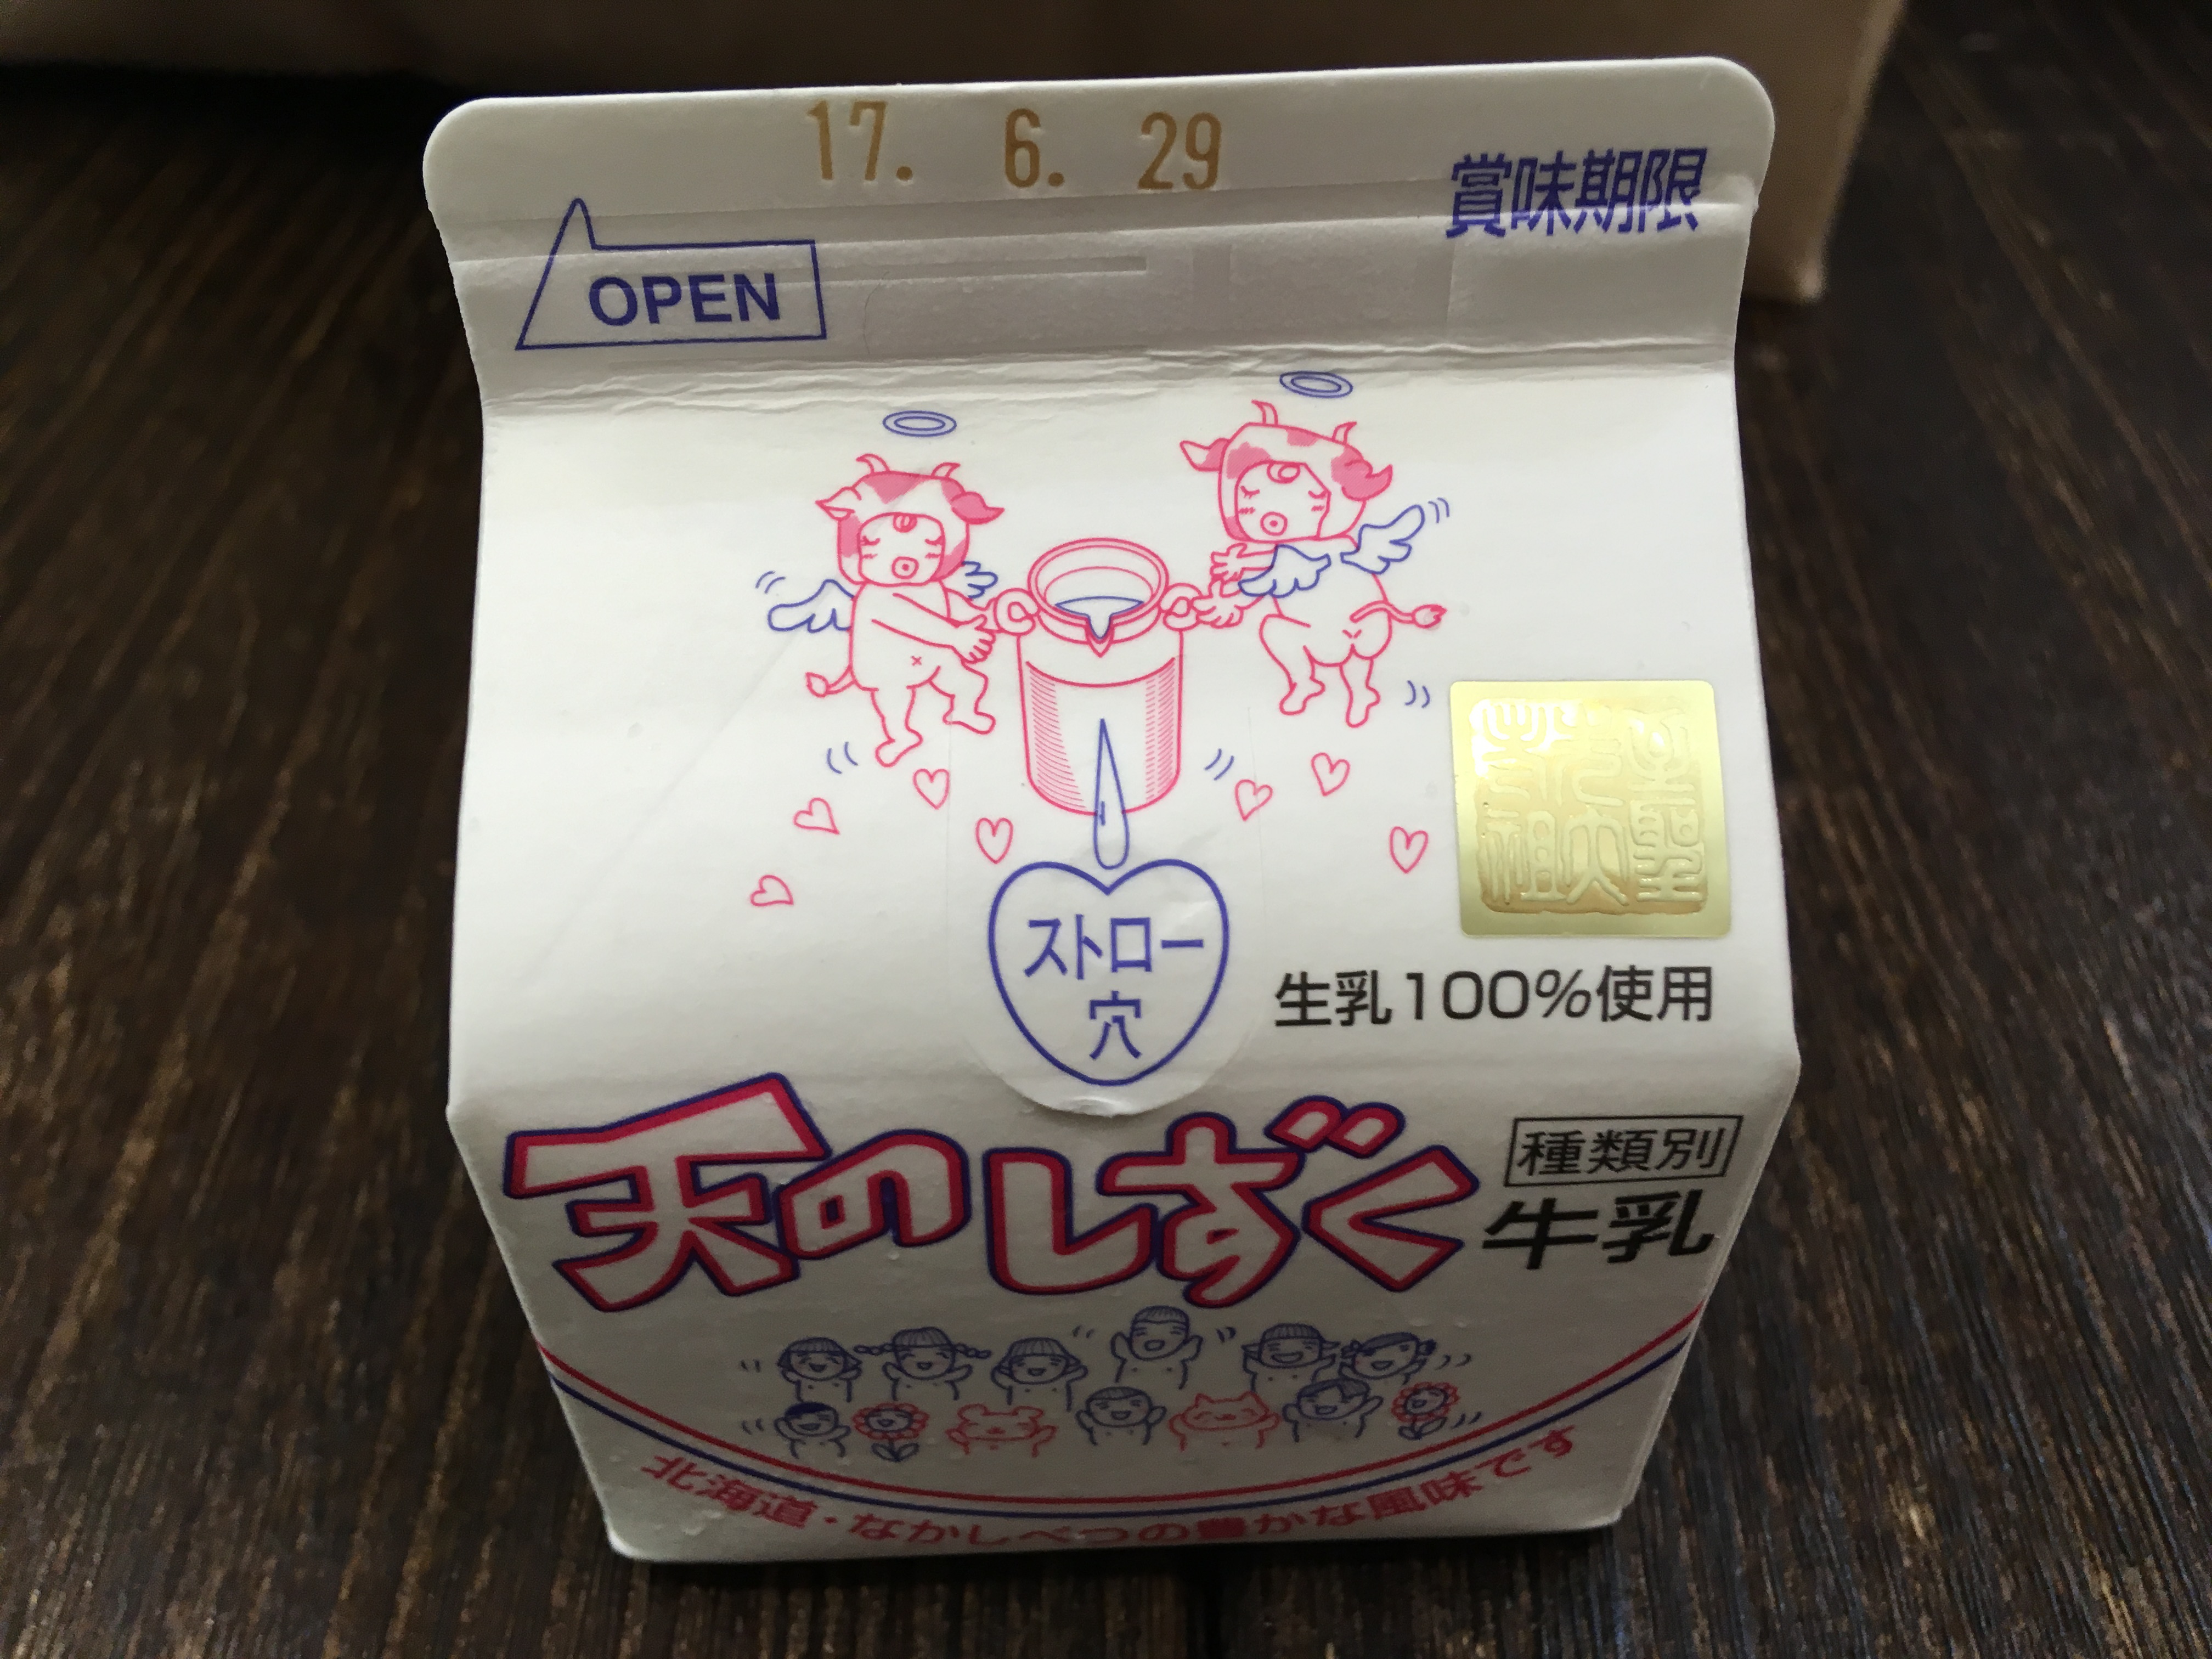 17. 6. 29
賞味期限
OPEN
ストロー
穴
生乳100%使用
天のしずく
種類別
牛乳
北海道・なかしべつの豊かな風味です